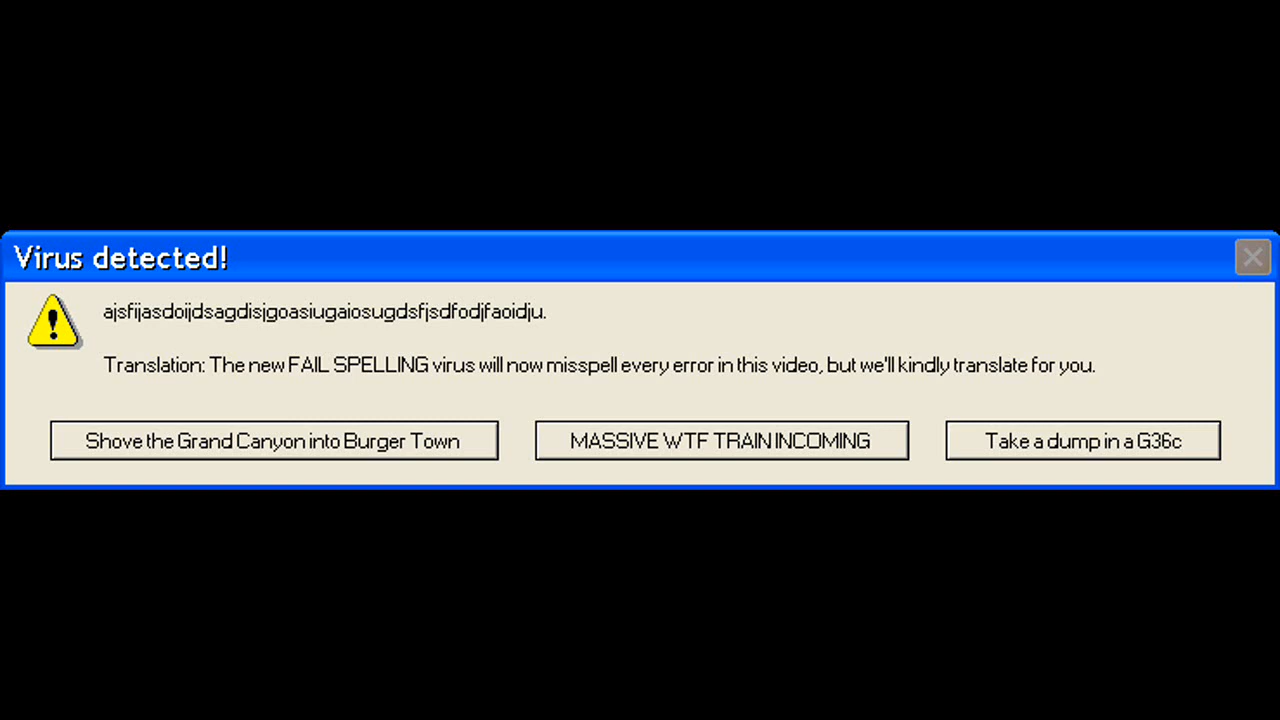 Virus detected!
ajsfijasdoijdsagdisjgoasiugaiosugdsfjsdfodjfaoidju.
Translation: The new FAIL SPELLING virus will now misspell every error in this video, but we'll kindly translate for you.
Shove the Grand Canyon into Burger Town
MASSIVE WTF TRAIN INCOMING
Take a dump in a G36c